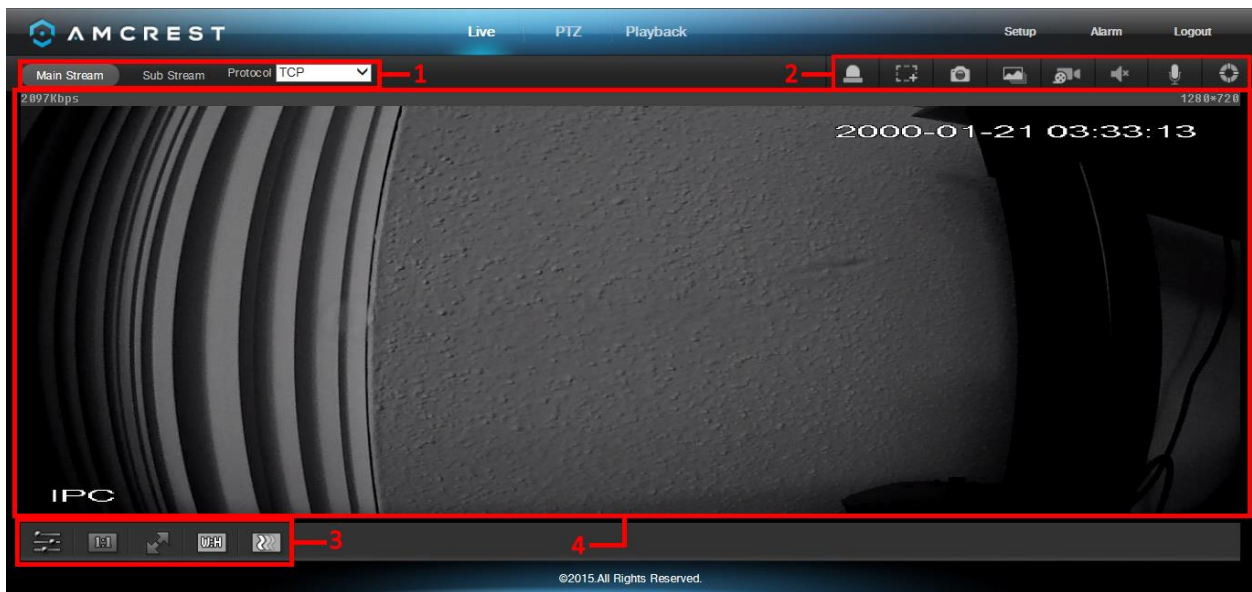 AMCREST Live PTZ Playback Setup Alarm Logout
Main Stream Sub Stream Protocol TCP 1 2
2097Kbps 1280*720
2000-01-21 03:33:13
IPC
1:1 W:H 3 4
©2015.All Rights Reserved.